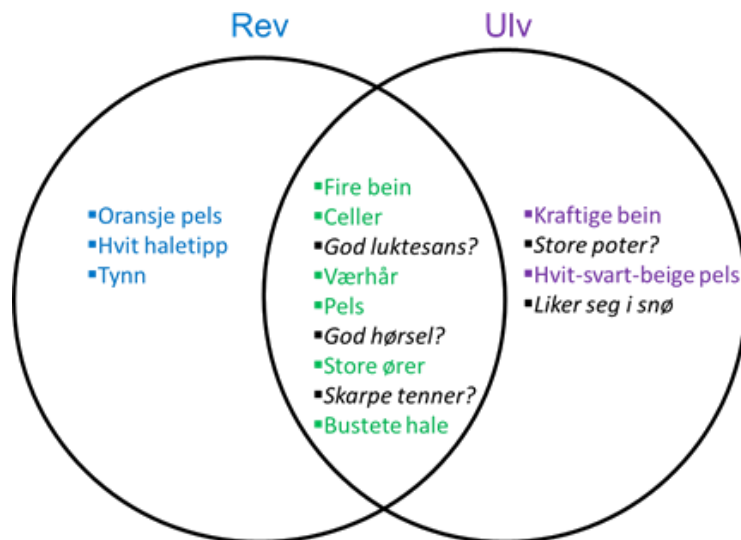 Rev
Ulv
▪Oransje pels
▪Hvit haletipp
▪Tynn
▪Fire bein
▪Celler
▪God luktesans?
▪Værhår
▪Pels
▪God hørsel?
▪Store ører
▪Skarpe tenner?
▪Bustete hale
▪Kraftige bein
▪Store poter?
▪Hvit-svart-beige pels
▪Liker seg i snø